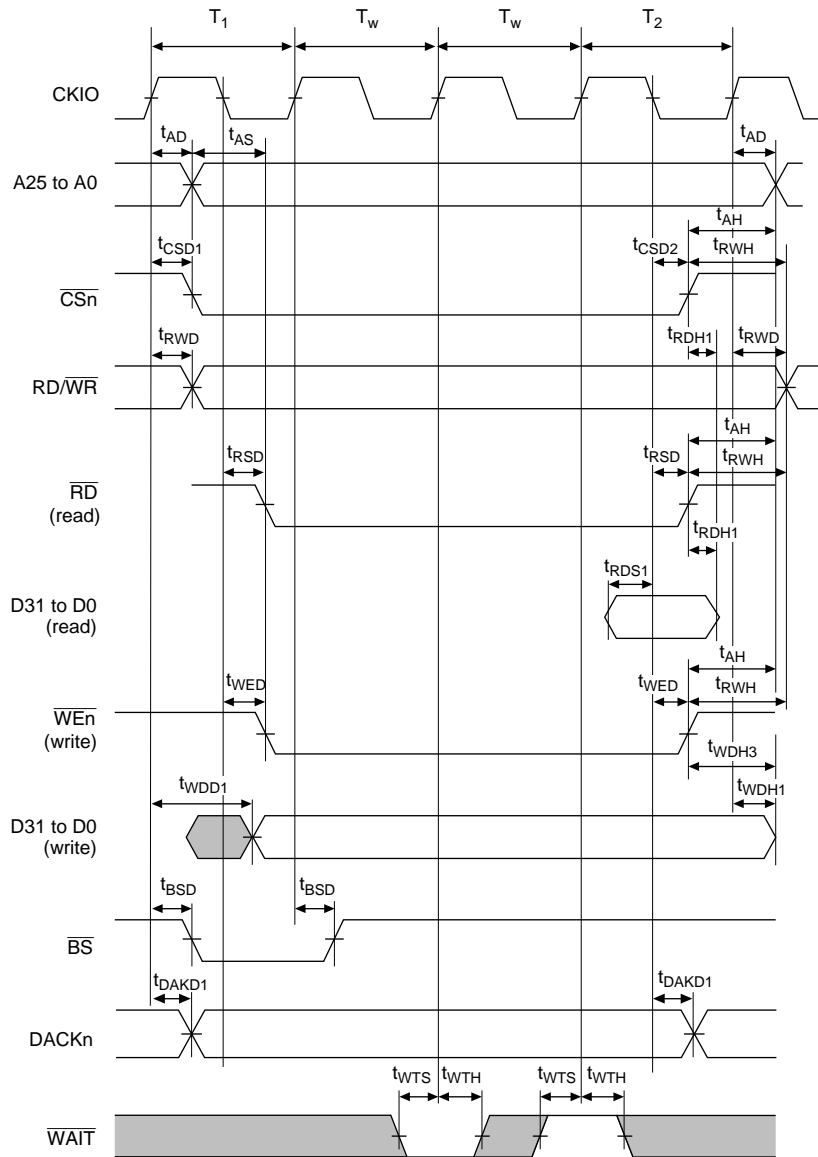 T1 Tw Tw T2
CKIO
tAD tAS tAD
A25 to A0
tAH
tCSD1 tCSD2 tRWH
CSn
tRDH1
tRWD tRWD
RD/WR
tAH
tRSD tRSD tRWH
RD
(read)
tRDH1
tRDS1
D31 to D0
(read)
tAH
tWED tWED tRWH
WEn
(write)
tWDH3
tWDD1 tWDH1
D31 to D0
(write)
tBSD tBSD
BS
tDAKD1 tDAKD1
DACKn
tWTS tWTH tWTS tWTH
WAIT